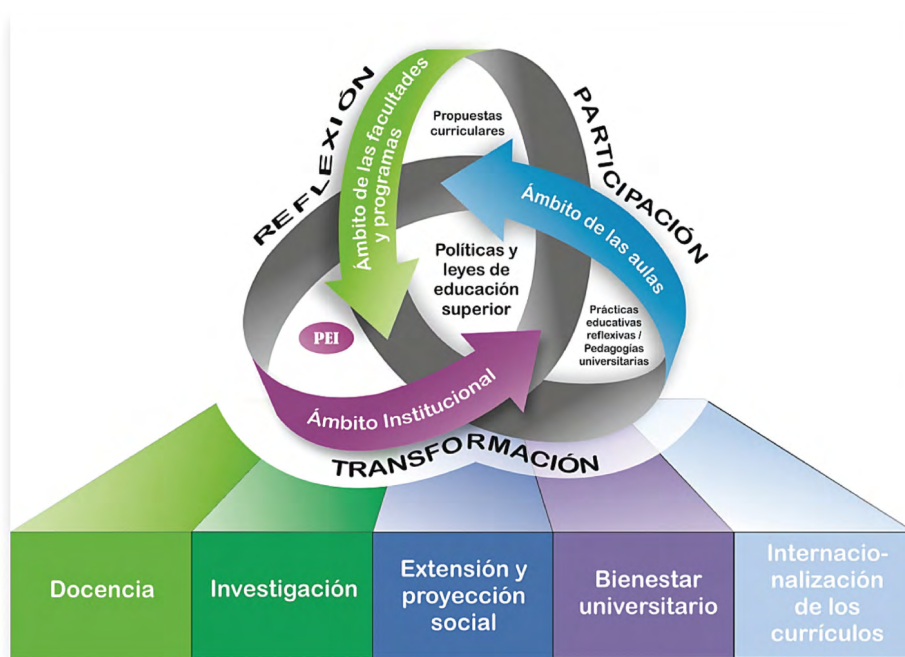 REFLEXIÓN
PARTICIPACIÓN
Ámbito de las facultades
y programas
Propuestas
curriculares
Ámbito de las aulas
Políticas y
leyes de
educación
superior
Prácticas
educativas
reflexivas /
Pedagogías
universitarias
PEI
Ámbito Institucional
TRANSFORMACIÓN
Docencia
Investigación
Extensión y
proyección
social
Bienestar
universitario
Internacio-
nalización
de los
currículos